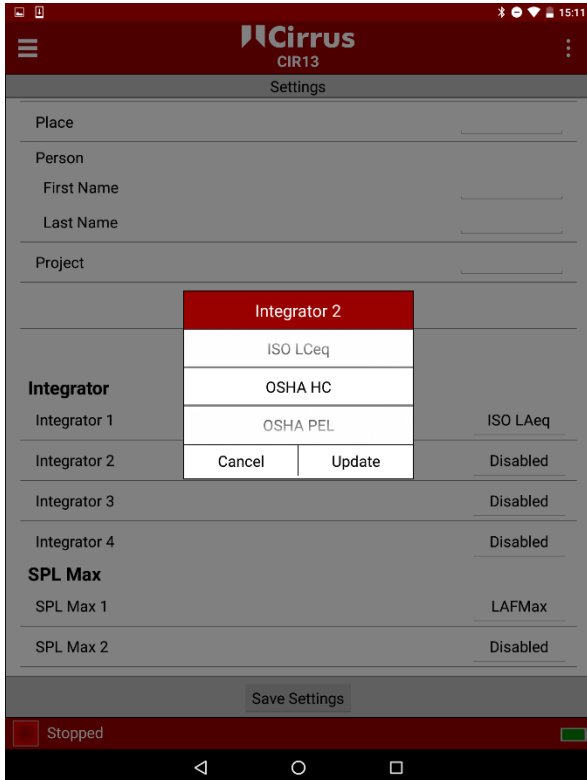 15:11
Cirrus
CIR13
Settings
Place
Person
First Name
Last Name
Project
Integrator 2
ISO LCeq
OSHA HC
OSHA PEL
Cancel Update
Integrator
Integrator 1 ISO LAeq
Integrator 2 Disabled
Integrator 3 Disabled
Integrator 4 Disabled
SPL Max
SPL Max 1 LAFMax
SPL Max 2 Disabled
Save Settings
Stopped